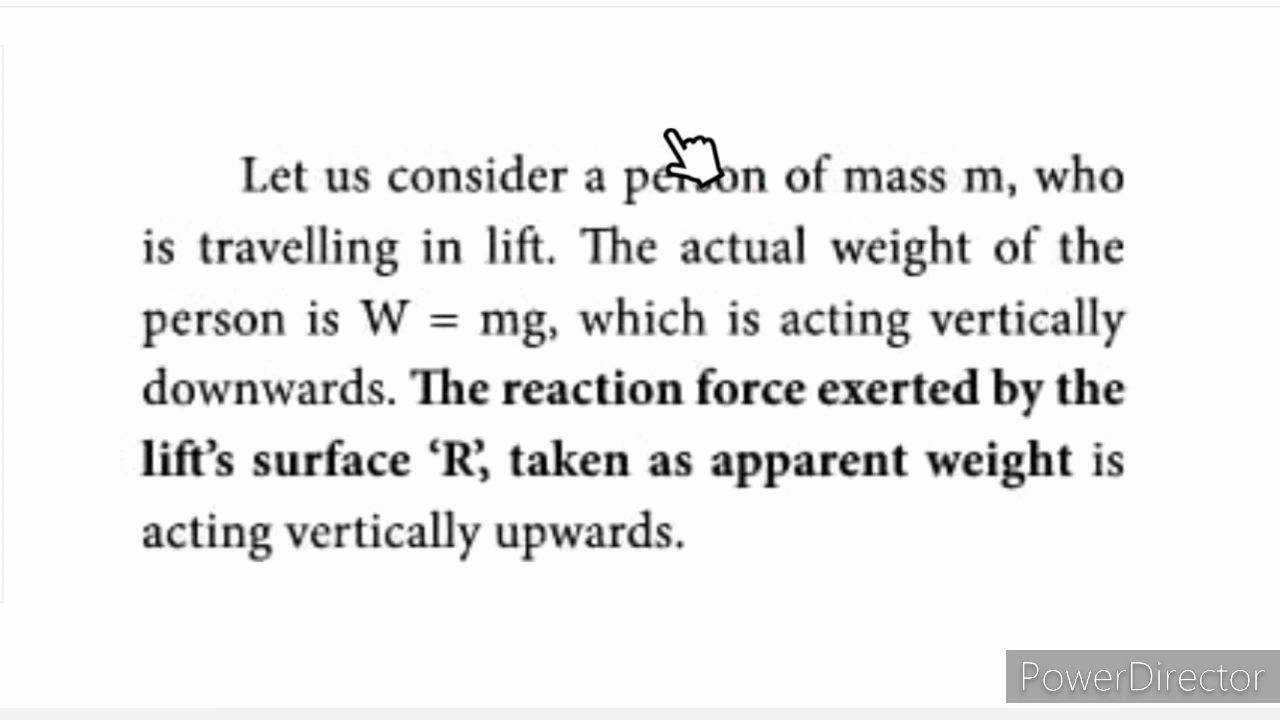 Let us consider a person of mass m, who
is travelling in lift. The actual weight of the
person is W = mg, which is acting vertically
downwards. The reaction force exerted by the
lift's surface ‘R’, taken as apparent weight is
acting vertically upwards.
PowerDirector